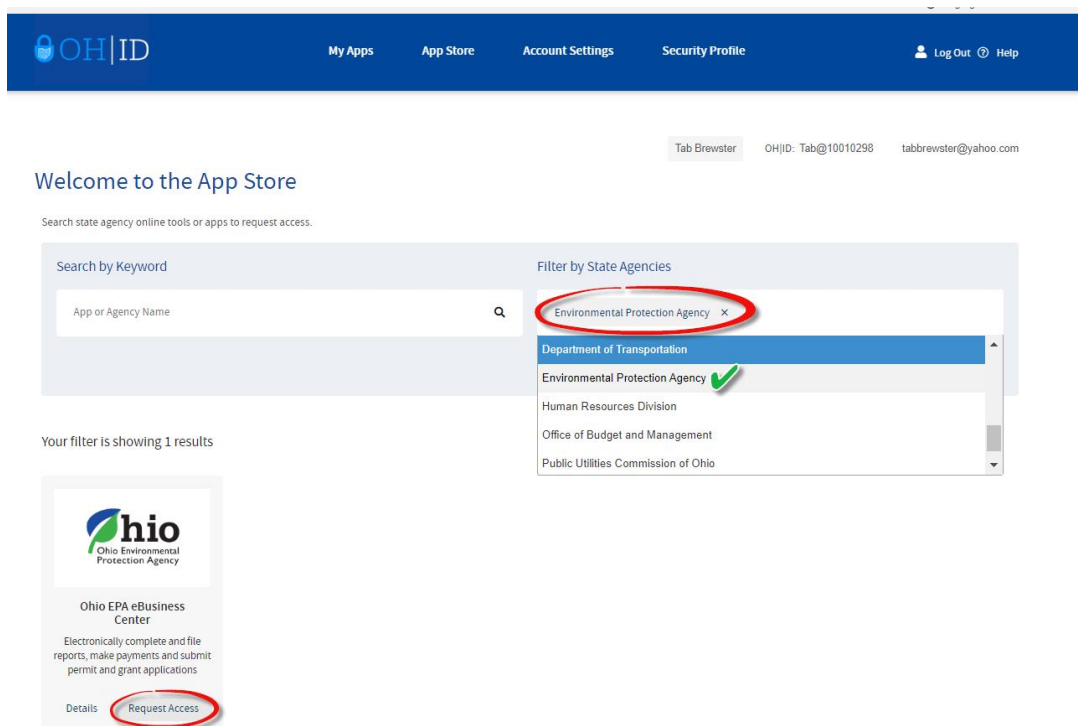 OH|ID
My Apps
App Store
Account Settings
Security Profile
Log Out
Help
Tab Brewster
OH|ID: Tab@10010298
tabbrewster@yahoo.com
Welcome to the App Store
Search state agency online tools or apps to request access.
Search by Keyword
App or Agency Name
Filter by State Agencies
Environmental Protection Agency ×
Department of Transportation
Environmental Protection Agency
Human Resources Division
Office of Budget and Management
Public Utilities Commission of Ohio
Your filter is showing 1 results
Ohio
Ohio Environmental
Protection Agency
Ohio EPA eBusiness
Center
Electronically complete and file
reports, make payments and submit
permit and grant applications
Details
Request Access